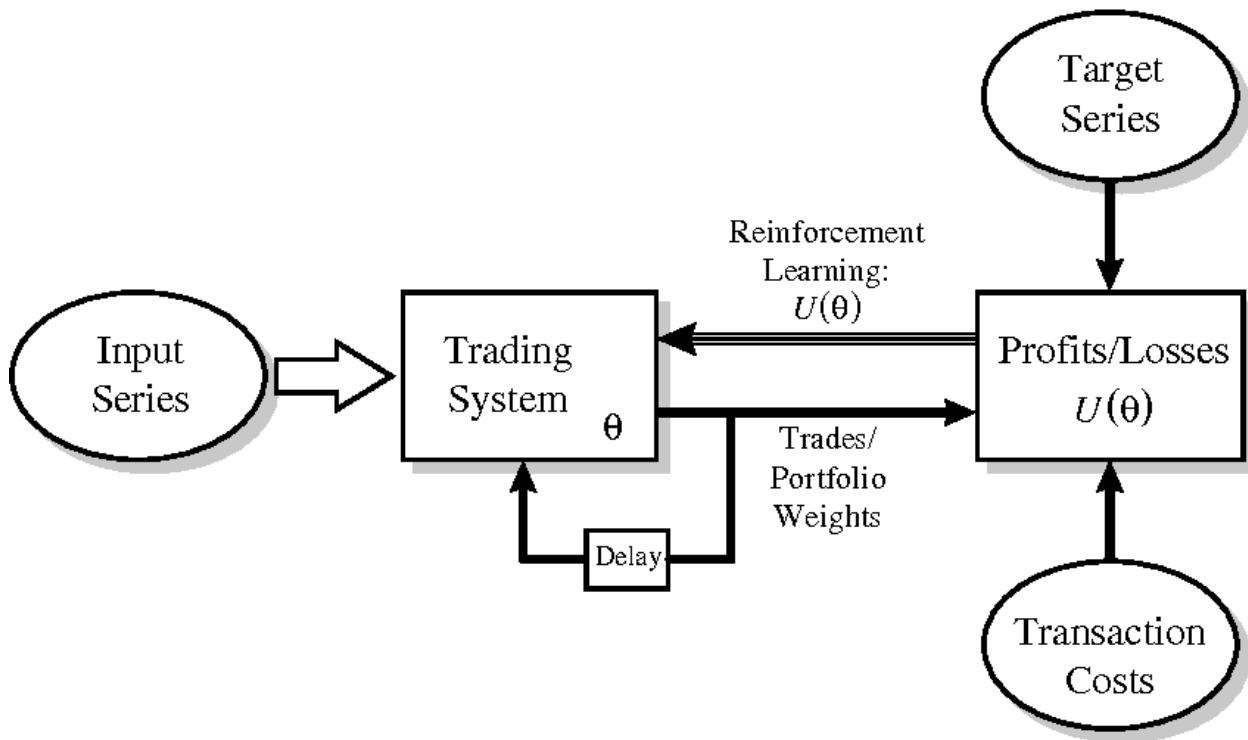 Target
Series
Reinforcement
Learning:
U(θ)
Input
Series
Trading
System
θ
Profits/Losses
U(θ)
Trades/
Portfolio
Weights
Delay
Transaction
Costs